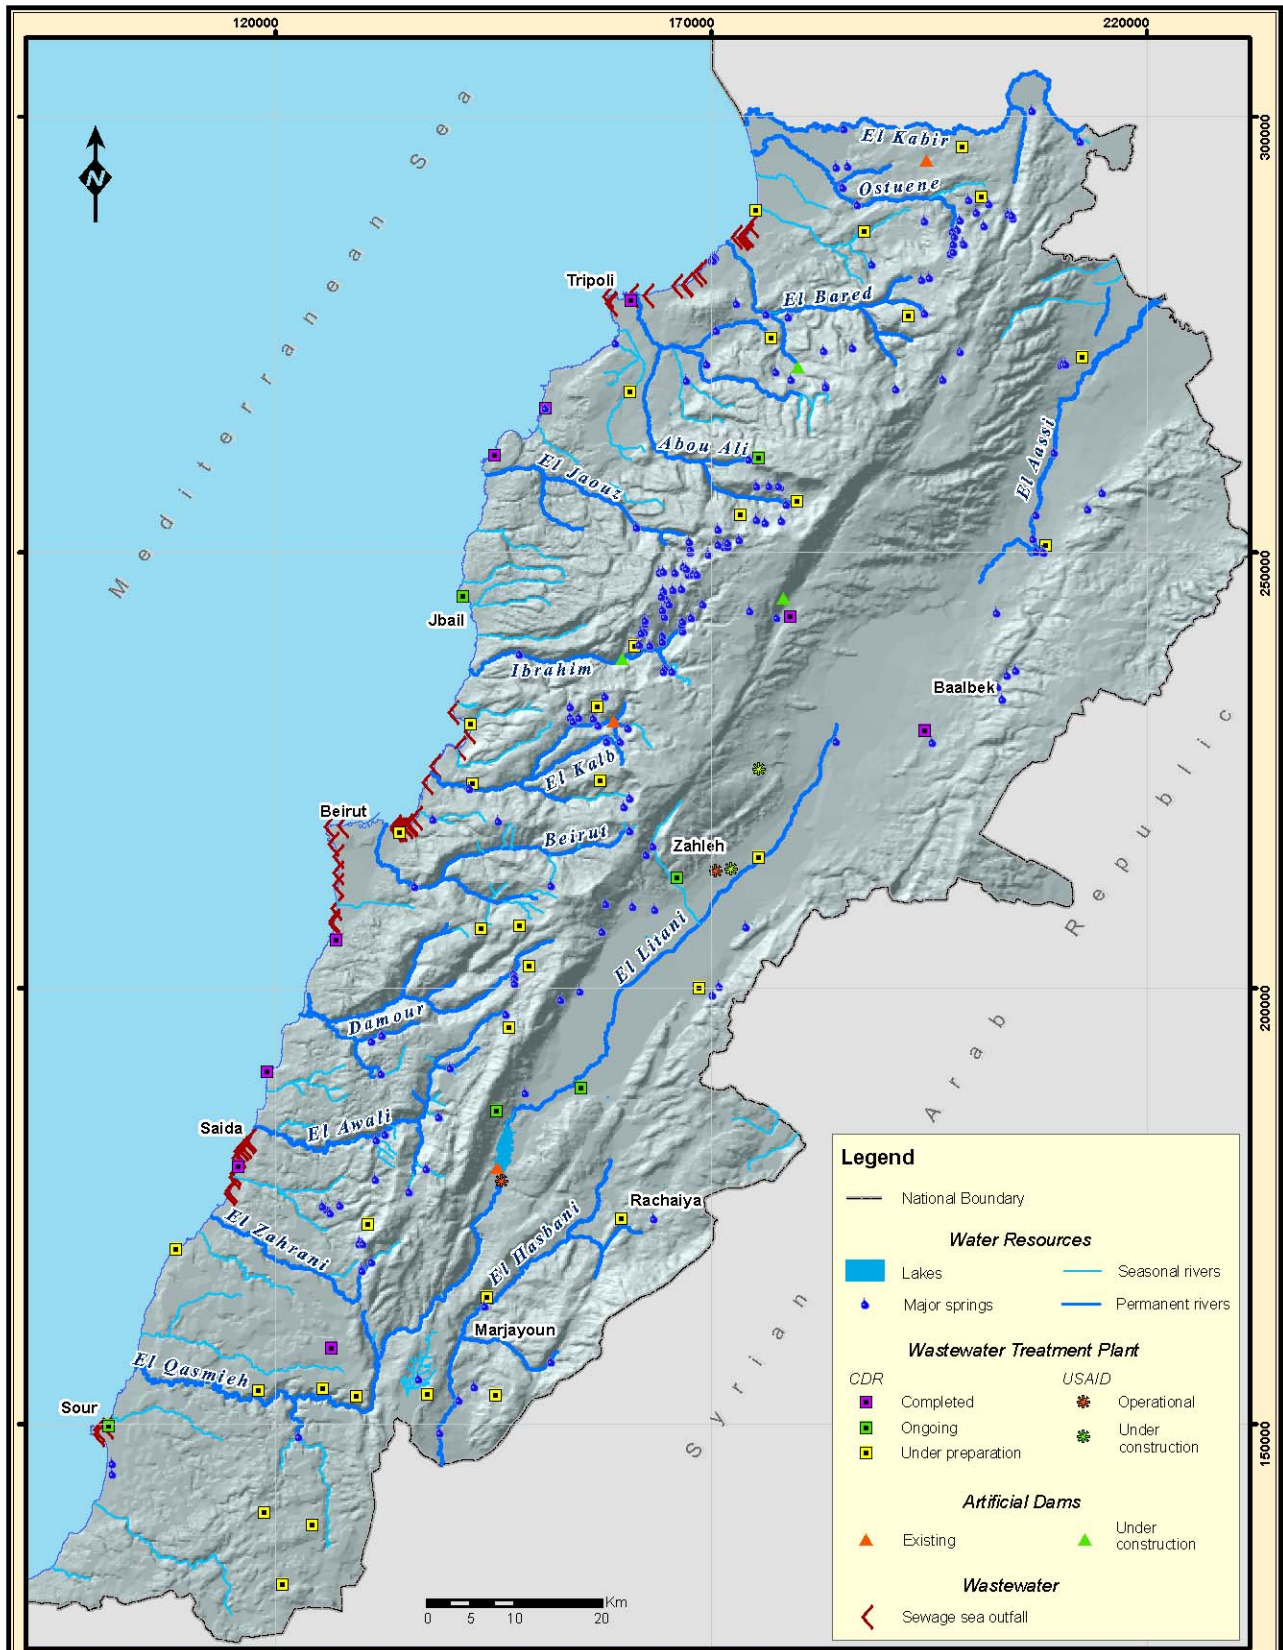 120000
170000
220000
300000
250000
200000
150000
N
Mediterranean Sea
El Kabir
Ostuene
Tripoli
El Bared
El Aassi
Abou Ali
El Jaouz
Jbail
Ibrahim
Baalbek
El Kalb
Beirut
Beirut
Zahleh
El Litani
Damour
Syrian Arab Republic
El Awali
Saida
Rachaiya
El Zahrani
El Hasbani
Marjayoun
El Qasmieh
Sour
Legend
National Boundary
Water Resources
Lakes
Seasonal rivers
Major springs
Permanent rivers
Wastewater Treatment Plant
CDR
USAID
Completed
Operational
Ongoing
Under
construction
Under preparation
Artificial Dams
Existing
Under
construction
Wastewater
Sewage sea outfall
Km
0 5 10 20